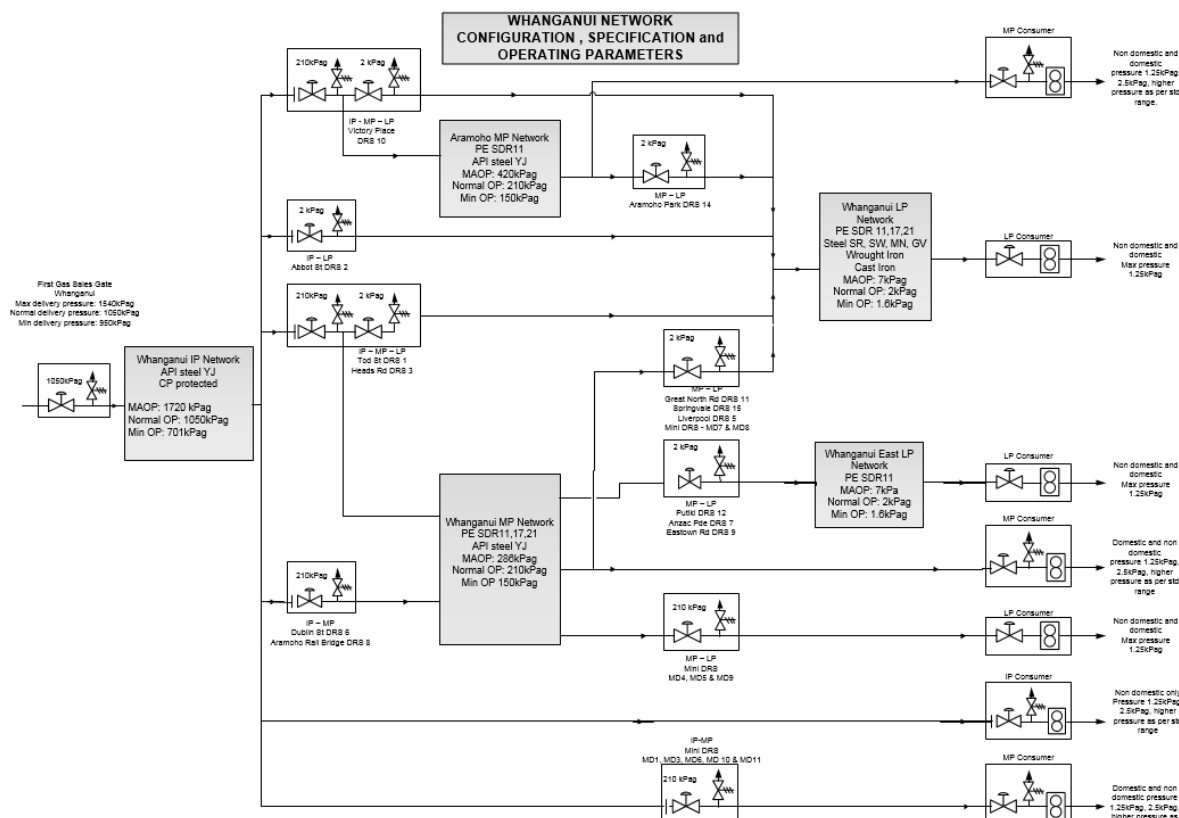 WHANGANUI NETWORK
CONFIGURATION , SPECIFICATION and
OPERATING PARAMETERS
210kPag
2 kPag
IP - MP – LP
Victory Place
DRS 10
Aramoho MP Network
PE SDR11
API steel YJ
MAOP: 420kPag
Normal OP: 210kPag
Min OP: 150kPag
2 kPag
MP – LP
Aramoho Park DRS 14
MP Consumer
Non domestic and
domestic
pressure 1.25kPag,
2.5kPag, higher
pressure as per std
range.
2 kPag
IP – LP
Abbot St DRS 2
Whanganui LP
Network
PE SDR 11,17,21
Steel SR, SW, MN, GV
Wrought Iron
Cast Iron
MAOP: 7kPag
Normal OP: 2kPag
Min OP: 1.6kPag
LP Consumer
Non domestic and
domestic
Max pressure
1.25kPag
First Gas Sales Gate
Whanganui
Max delivery pressure: 1540kPag
Normal delivery pressure: 1050kPag
Min delivery pressure: 950kPag
1050kPag
Whanganui IP Network
API steel YJ
CP protected
MAOP: 1720 kPag
Normal OP: 1050kPag
Min OP: 701kPag
210kPag
2 kPag
IP – MP – LP
Tod St DRS 1
Heads Rd DRS 3
2 kPag
MP – LP
Great North Rd DRS 11
Springvale DRS 15
Liverpool DRS 5
Mini DRS - MD7 & MD8
2 kPag
MP – LP
Putiki DRS 12
Anzac Pde DRS 7
Eastown Rd DRS 9
Whanganui East LP
Network
PE SDR11
MAOP: 7kPa
Normal OP: 2kPag
Min OP: 1.6kPag
LP Consumer
Non domestic and
domestic
Max pressure
1.25kPag
Whanganui MP Network
PE SDR11,17,21
API steel YJ
MAOP: 286kPag
Normal OP: 210kPag
Min OP 150kPag
MP Consumer
Domestic and non
domestic
pressure 1.25kPag,
2.5kPag, higher
pressure as per std
range
210kPag
IP – MP
Dublin St DRS 6
Aramoho Rail Bridge DRS 8
210 kPag
MP – LP
Mini DRS
MD4, MD5 & MD9
LP Consumer
Non domestic and
domestic
Max pressure
1.25kPag
IP Consumer
Non domestic only
Pressure 1.25kPag
2.5kPag, higher
pressure as per std
range
IP-MP
Mini DRS
MD1, MD3, MD6, MD 10 & MD11
210 kPag
MP Consumer
Domestic and non
domestic pressure
1.25kPag, 2.5kPag,
higher pressure as